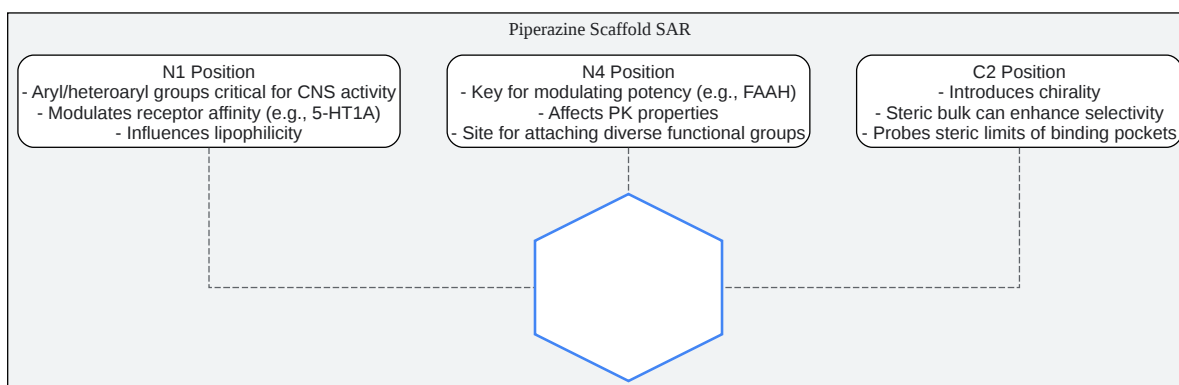 Piperazine Scaffold SAR
N1 Position
- Aryl/heteroaryl groups critical for CNS activity
- Modulates receptor affinity (e.g., 5-HT1A)
- Influences lipophilicity
N4 Position
- Key for modulating potency (e.g., FAAH)
- Affects PK properties
- Site for attaching diverse functional groups
C2 Position
- Introduces chirality
- Steric bulk can enhance selectivity
- Probes steric limits of binding pockets